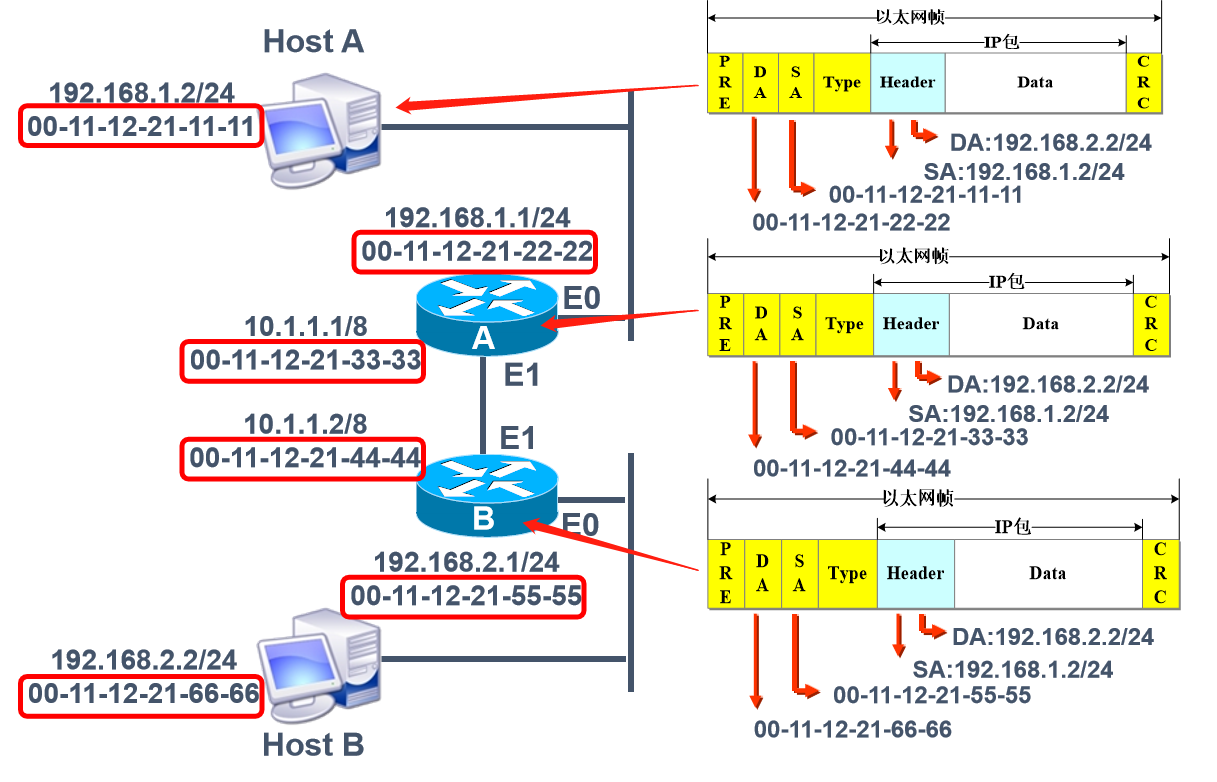 Host A
192.168.1.2/24
00-11-12-21-11-11
192.168.1.1/24
00-11-12-21-22-22
E0
A
10.1.1.1/8
00-11-12-21-33-33
E1
10.1.1.2/8
00-11-12-21-44-44
E1
B
E0
192.168.2.1/24
00-11-12-21-55-55
192.168.2.2/24
00-11-12-21-66-66
Host B
以太网帧
IP包
PRE
DA
SA
Type
Header
Data
CRC
DA:192.168.2.2/24
SA:192.168.1.2/24
00-11-12-21-11-11
00-11-12-21-22-22
以太网帧
IP包
PRE
DA
SA
Type
Header
Data
CRC
DA:192.168.2.2/24
SA:192.168.1.2/24
00-11-12-21-33-33
00-11-12-21-44-44
以太网帧
IP包
PRE
DA
SA
Type
Header
Data
CRC
DA:192.168.2.2/24
SA:192.168.1.2/24
00-11-12-21-55-55
00-11-12-21-66-66